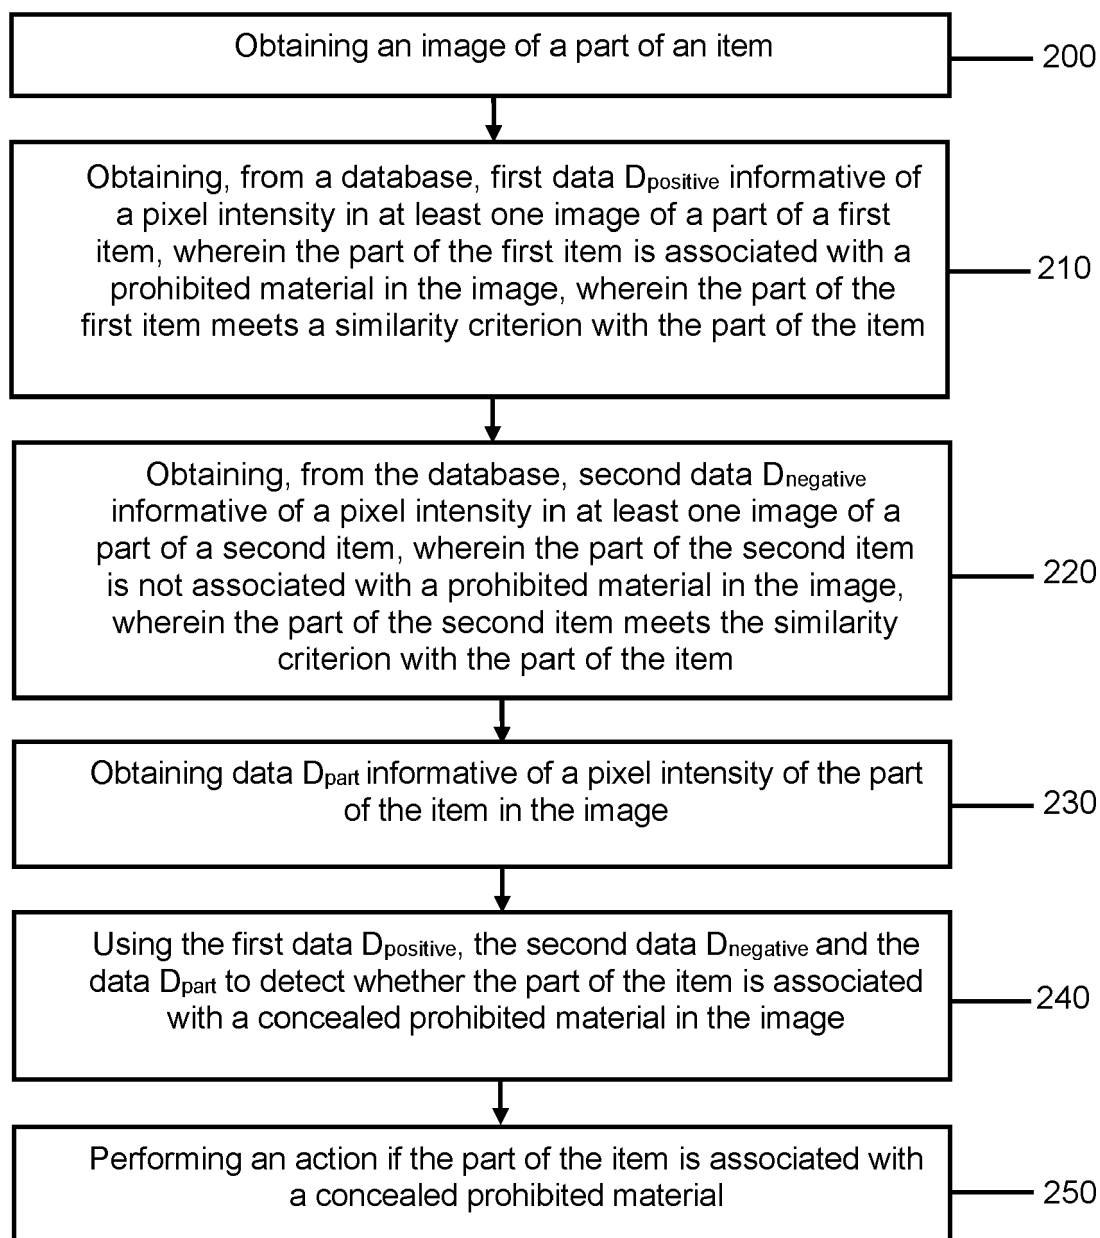 Obtaining an image of a part of an item
200
Obtaining, from a database, first data Dpositive informative of
a pixel intensity in at least one image of a part of a first
item, wherein the part of the first item is associated with a
prohibited material in the image, wherein the part of the
first item meets a similarity criterion with the part of the item
210
Obtaining, from the database, second data Dnegative
informative of a pixel intensity in at least one image of a
part of a second item, wherein the part of the second item
is not associated with a prohibited material in the image,
wherein the part of the second item meets the similarity
criterion with the part of the item
220
Obtaining data Dpart informative of a pixel intensity of the part
of the item in the image
230
Using the first data Dpositive, the second data Dnegative and the
data Dpart to detect whether the part of the item is associated
with a concealed prohibited material in the image
240
Performing an action if the part of the item is associated with
a concealed prohibited material
250